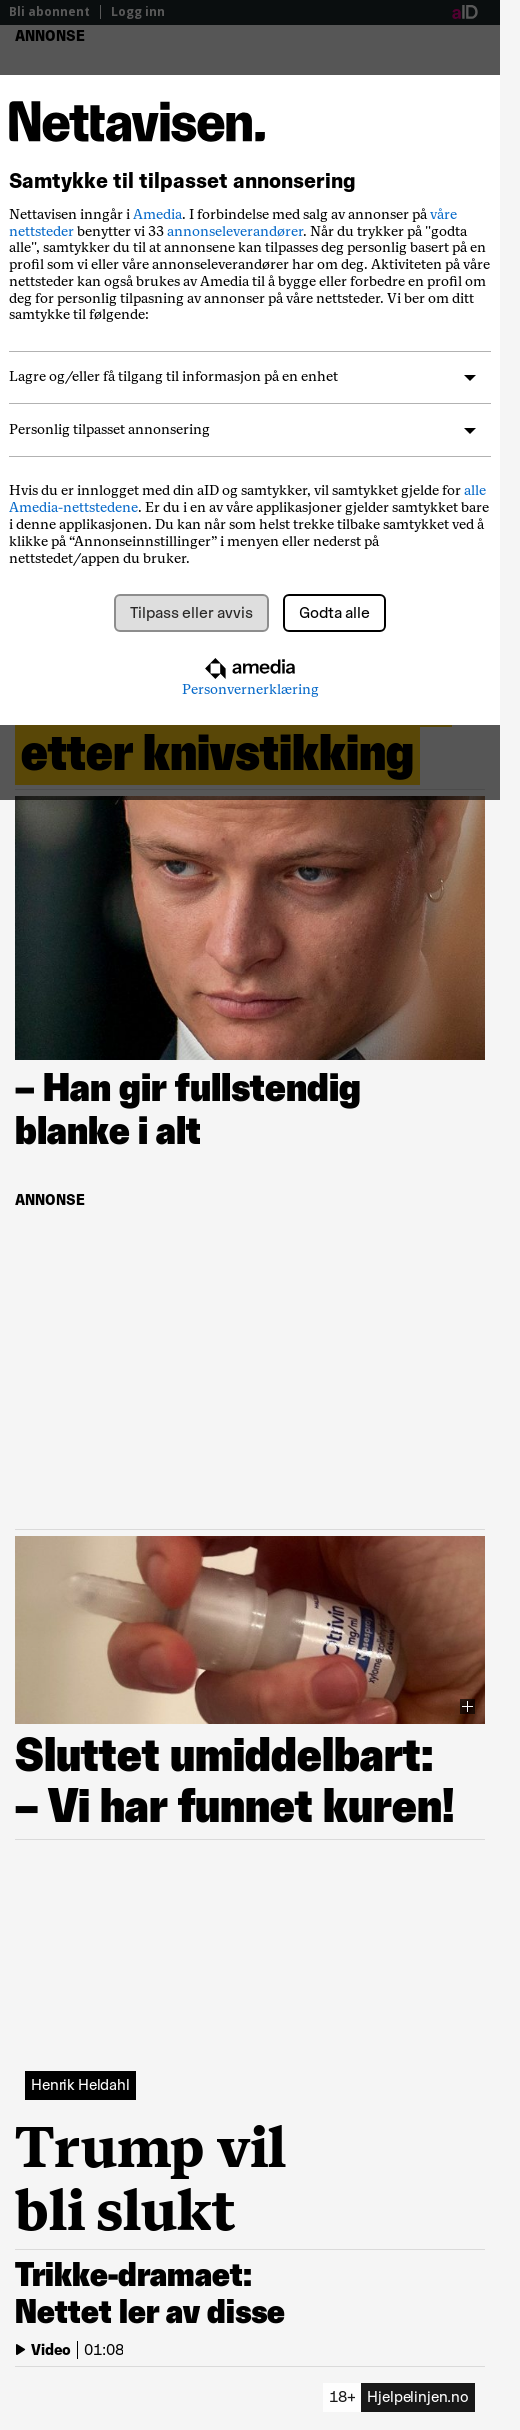 Bli abonnent | Logg inn
aID
ANNONSE
Nettavisen.
Samtykke til tilpasset annonsering
Nettavisen inngår i Amedia. I forbindelse med salg av annonser på våre
nettsteder benytter vi 33 annonseleverandører. Når du trykker på "godta
alle", samtykker du til at annonsene kan tilpasses deg personlig basert på en
profil som vi eller våre annonseleverandører har om deg. Aktiviteten på våre
nettsteder kan også brukes av Amedia til å bygge eller forbedre en profil om
deg for personlig tilpasning av annonser på våre nettsteder. Vi ber om ditt
samtykke til følgende:
Lagre og/eller få tilgang til informasjon på en enhet
Personlig tilpasset annonsering
Hvis du er innlogget med din aID og samtykker, vil samtykket gjelde for alle
Amedia-nettstedene. Er du i en av våre applikasjoner gjelder samtykket bare
i denne applikasjonen. Du kan når som helst trekke tilbake samtykket ved å
klikke på “Annonseinnstillinger” i menyen eller nederst på
nettstedet/appen du bruker.
Tilpass eller avvis Godta alle
amedia
Personvernerklæring
etter knivstikking
– Han gir fullstendig
blanke i alt
ANNONSE
Otrivin
mg/ml
Nesespray
xylometazolin
Sluttet umiddelbart:
– Vi har funnet kuren!
Henrik Heldahl
Trump vil
bli slukt
Trikke-dramaet:
Nettet ler av disse
Video | 01:08
18+ Hjelpelinjen.no